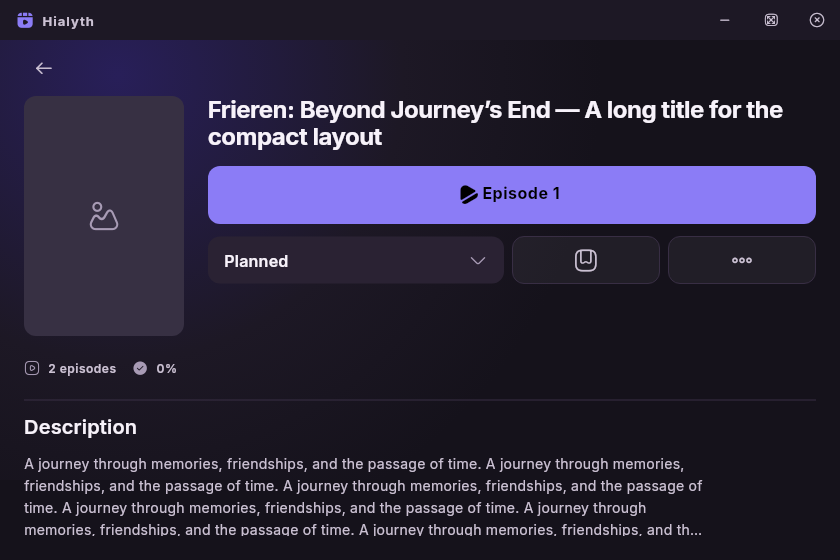 Hialyth
Frieren: Beyond Journey’s End — A long title for the
compact layout
Episode 1
Planned
2 episodes 0%
Description
A journey through memories, friendships, and the passage of time. A journey through memories,
friendships, and the passage of time. A journey through memories, friendships, and the passage of
time. A journey through memories, friendships, and the passage of time. A journey through
memories, friendships, and the passage of time. A journey through memories, friendships, and th...